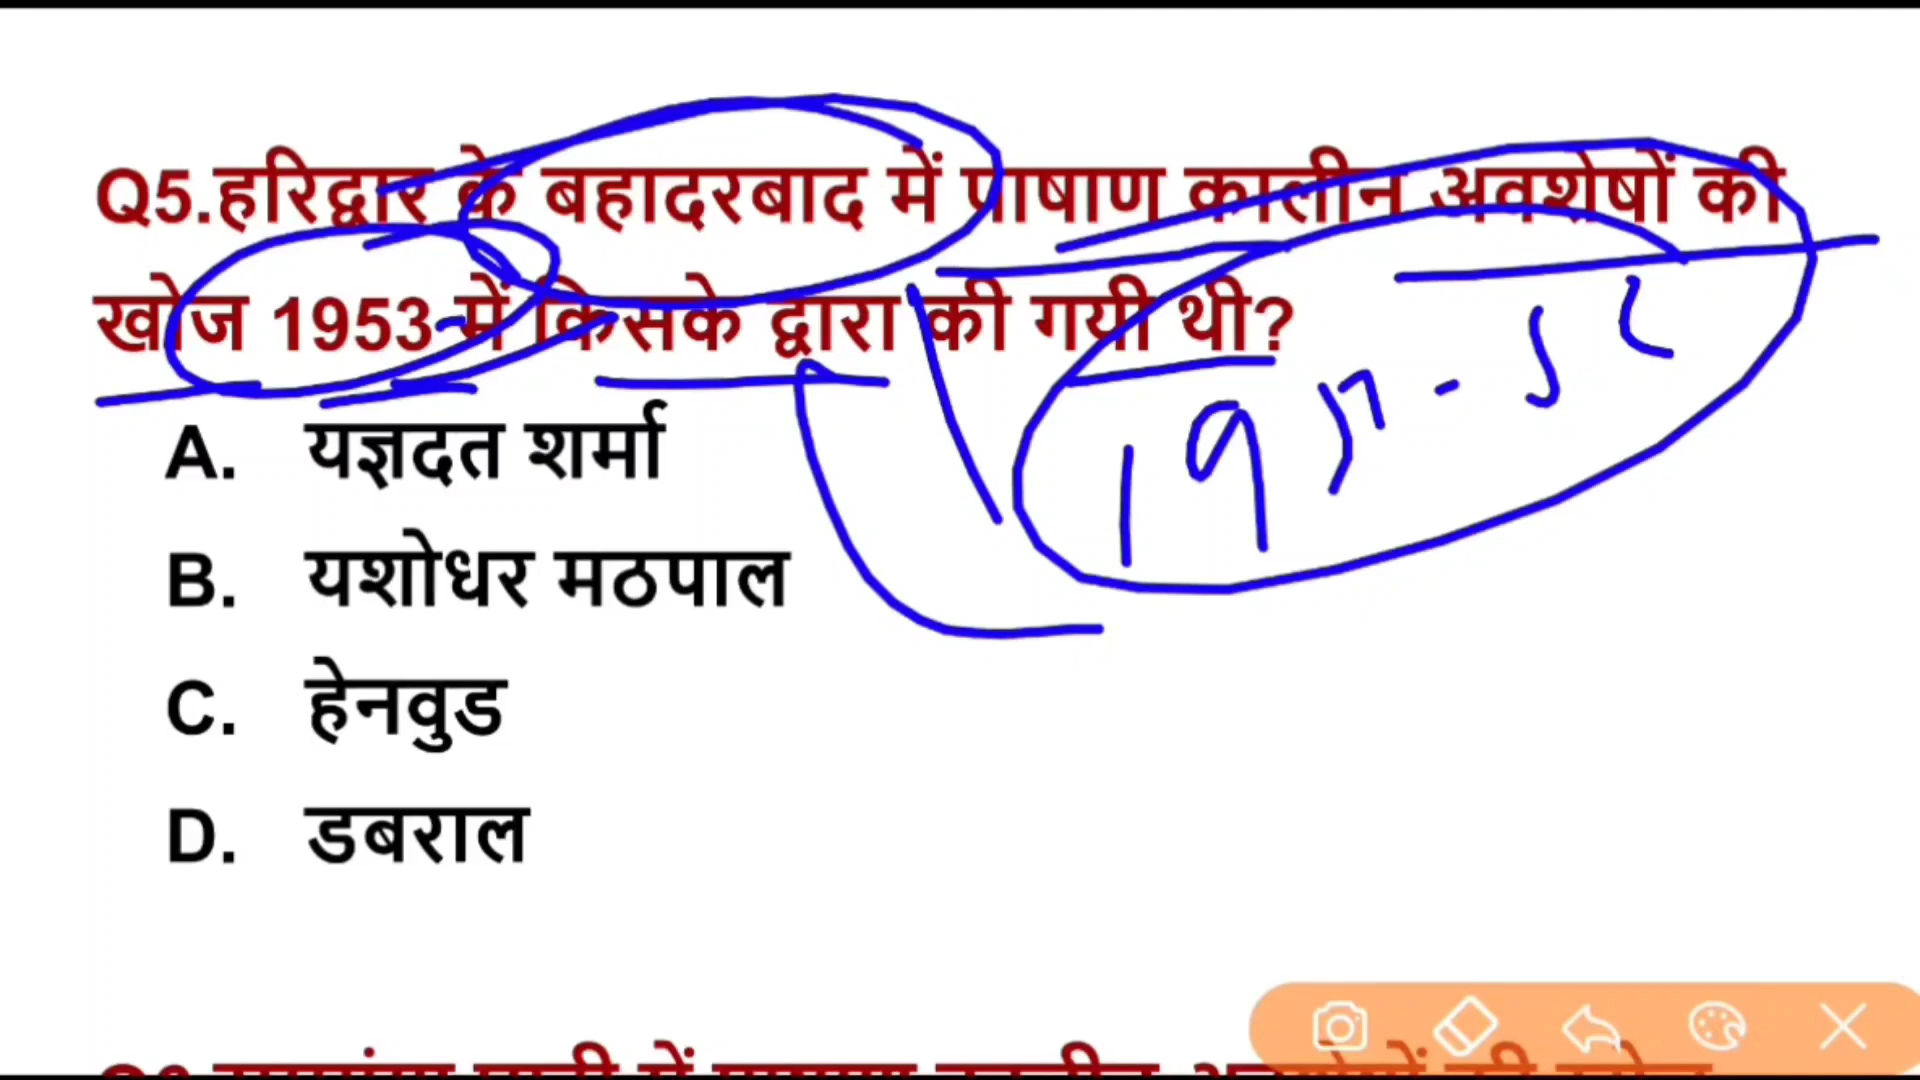 Q5.हरिद्वार के बहादरबाद में पाषाण कालीन अवशेषों की
खोज 1953 में किसके द्वारा की गयी थी?
A. यज्ञदत शर्मा
B. यशोधर मठपाल
C. हेनवुड
D. डबराल